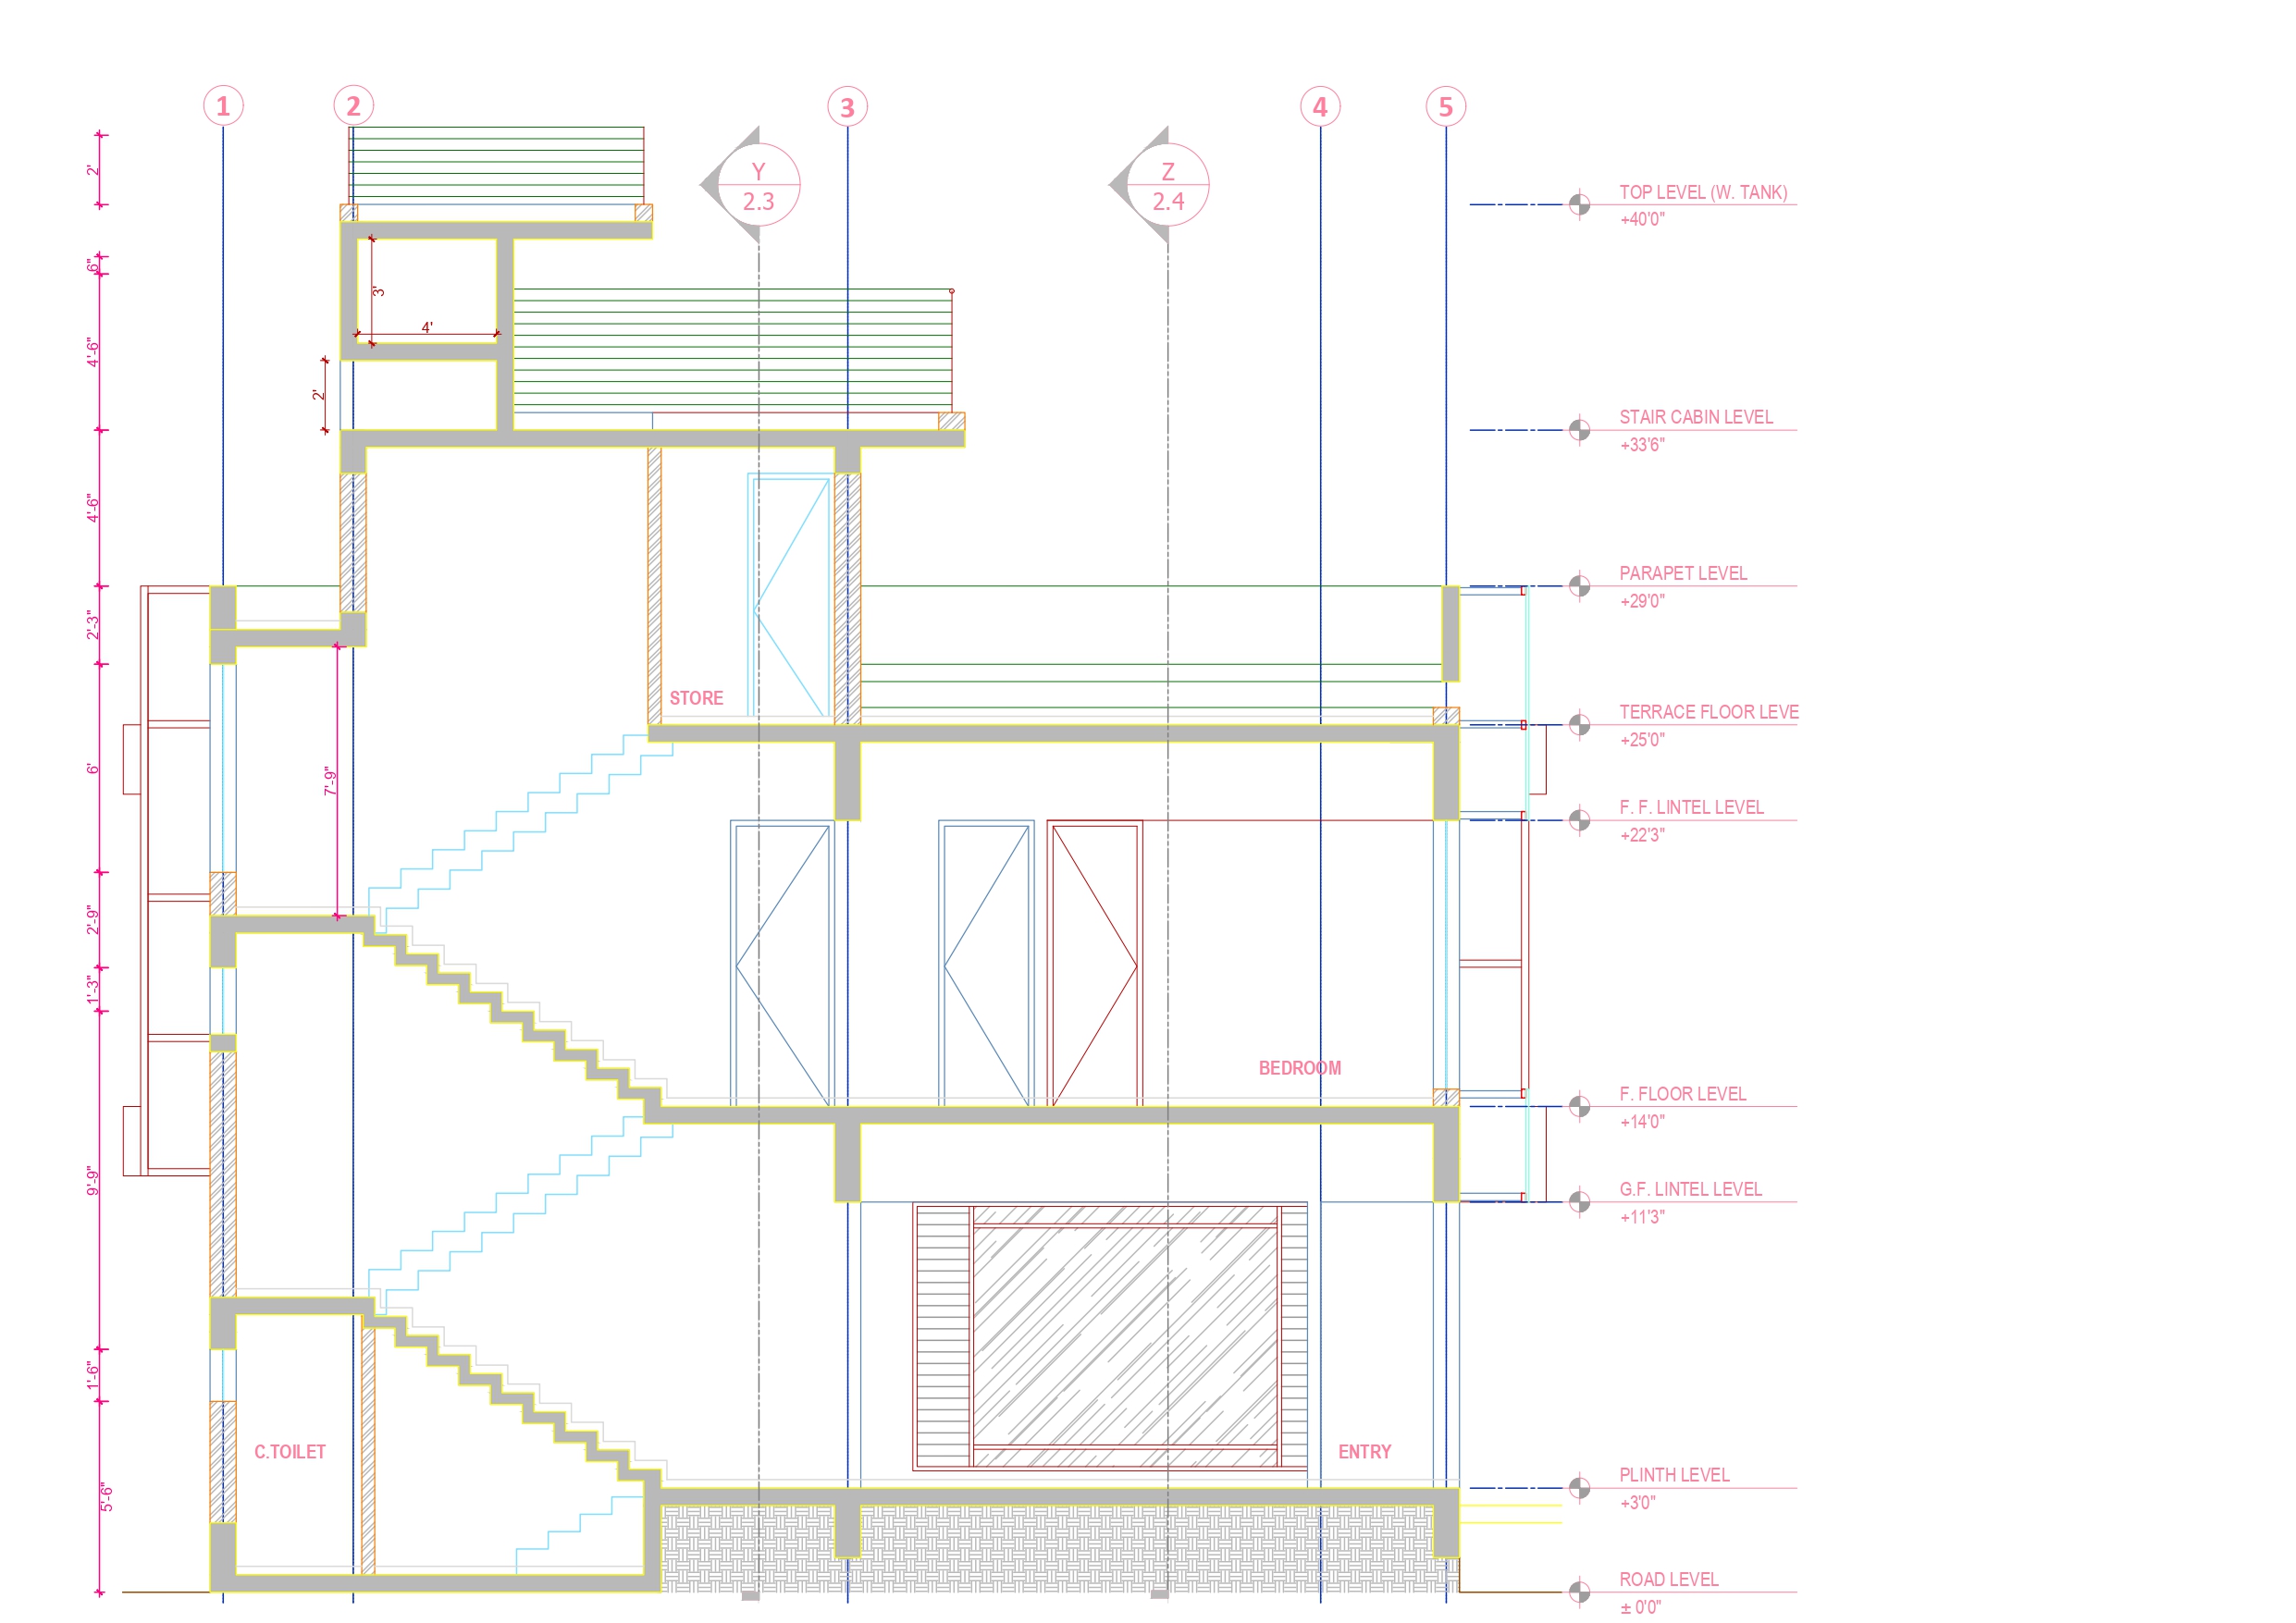 1 2 3 4 5
Y
2.3
Z
2.4
2'
TOP LEVEL (W. TANK)
+40'0"
6"
3'
4'
4'-6"
2'
STAIR CABIN LEVEL
+33'6"
4'-6"
PARAPET LEVEL
+29'0"
2'-3"
STORE
TERRACE FLOOR LEVE
+25'0"
6'
7'-9"
F. F. LINTEL LEVEL
+22'3"
2'-9"
1'-3"
BEDROOM
F. FLOOR LEVEL
+14'0"
9'-9"
G.F. LINTEL LEVEL
+11'3"
1'-6"
C.TOILET
ENTRY
5'-6"
PLINTH LEVEL
+3'0"
ROAD LEVEL
± 0'0"